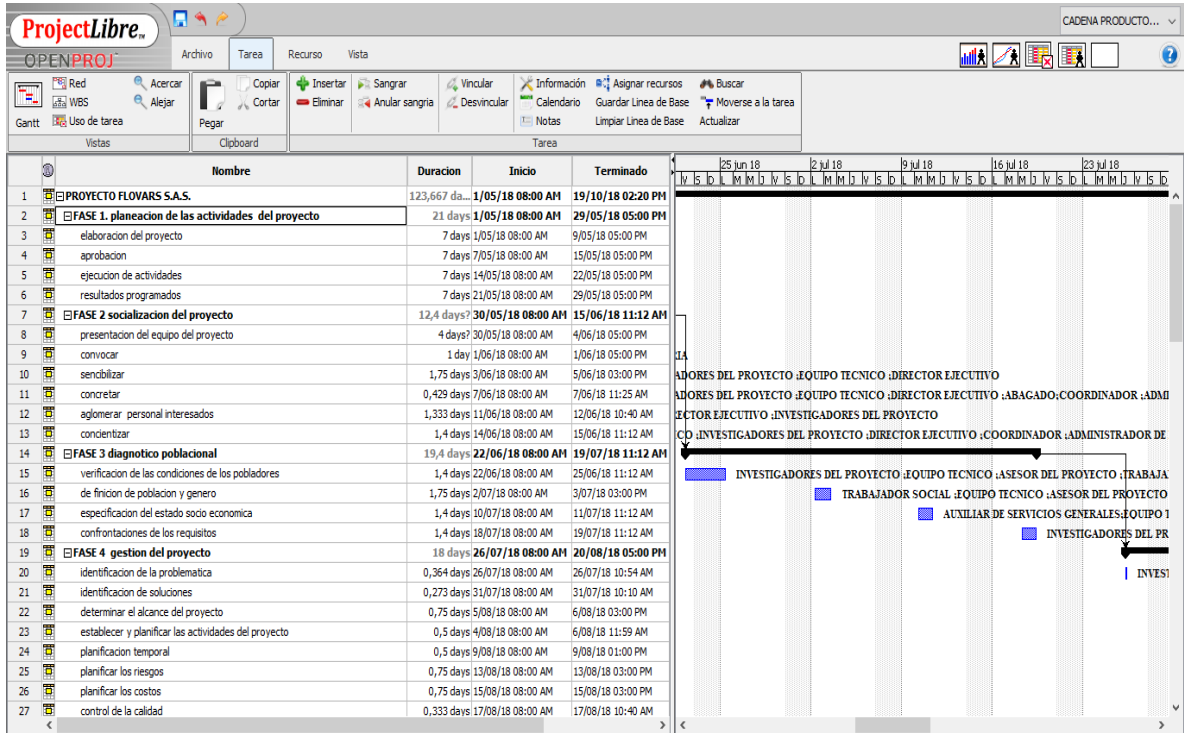 ProjectLibre™
OPENPROJ
CADENA PRODUCTO...
Archivo Tarea Recurso Vista
Gantt
Red
WBS
Uso de tarea
Acercar
Alejar
Vistas
Pegar
Copiar
Cortar
Clipboard
Insertar
Eliminar
Sangrar
Anular sangria
Vincular
Desvincular
Información
Calendario
Notas
Asignar recursos
Guardar Linea de Base
Limpiar Linea de Base
Buscar
Moverse a la tarea
Actualizar
Tarea
Nombre Duracion Inicio Terminado
1 PROYECTO FLOVARS S.A.S. 123,667 da... 1/05/18 08:00 AM 19/10/18 02:20 PM
2 FASE 1. planeacion de las actividades del proyecto 21 days 1/05/18 08:00 AM 29/05/18 05:00 PM
3 elaboracion del proyecto 7 days 1/05/18 08:00 AM 9/05/18 05:00 PM
4 aprobacion 7 days 7/05/18 08:00 AM 15/05/18 05:00 PM
5 ejecucion de actividades 7 days 14/05/18 08:00 AM 22/05/18 05:00 PM
6 resultados programados 7 days 21/05/18 08:00 AM 29/05/18 05:00 PM
7 FASE 2 socializacion del proyecto 12,4 days? 30/05/18 08:00 AM 15/06/18 11:12 AM
8 presentacion del equipo del proyecto 4 days? 30/05/18 08:00 AM 4/06/18 05:00 PM
9 convocar 1 day 1/06/18 08:00 AM 1/06/18 05:00 PM
10 sencibilizar 1,75 days 3/06/18 08:00 AM 5/06/18 03:00 PM
11 concretar 0,429 days 7/06/18 08:00 AM 7/06/18 11:25 AM
12 aglomerar personal interesados 1,333 days 11/06/18 08:00 AM 12/06/18 10:40 AM
13 concientizar 1,4 days 14/06/18 08:00 AM 15/06/18 11:12 AM
14 FASE 3 diagnotico poblacional 19,4 days 22/06/18 08:00 AM 19/07/18 11:12 AM
15 verificacion de las condiciones de los pobladores 1,4 days 22/06/18 08:00 AM 25/06/18 11:12 AM
16 de finicion de poblacion y genero 1,75 days 2/07/18 08:00 AM 3/07/18 03:00 PM
17 especificacion del estado socio economica 1,4 days 10/07/18 08:00 AM 11/07/18 11:12 AM
18 confrontaciones de los requisitos 1,4 days 18/07/18 08:00 AM 19/07/18 11:12 AM
19 FASE 4 gestion del proyecto 18 days 26/07/18 08:00 AM 20/08/18 05:00 PM
20 identificacion de la problematica 0,364 days 26/07/18 08:00 AM 26/07/18 10:54 AM
21 identificacion de soluciones 0,273 days 31/07/18 08:00 AM 31/07/18 10:10 AM
22 determinar el alcance del proyecto 0,75 days 5/08/18 08:00 AM 6/08/18 03:00 PM
23 establecer y planificar las actividades del proyecto 0,5 days 4/08/18 08:00 AM 6/08/18 11:59 AM
24 planificacion temporal 0,5 days 9/08/18 08:00 AM 9/08/18 01:00 PM
25 planificar los riesgos 0,75 days 13/08/18 08:00 AM 13/08/18 03:00 PM
26 planificar los costos 0,75 days 15/08/18 08:00 AM 15/08/18 03:00 PM
27 control de la calidad 0,333 days 17/08/18 08:00 AM 17/08/18 10:40 AM
25 jun 18 2 jul 18 9 jul 18 16 jul 18 23 jul 18
V S D L M M J V S D L M M J V S D L M M J V S D L M M J V S D L M M J V S D
IA
ADORES DEL PROYECTO ;EQUIPO TECNICO ;DIRECTOR EJECUTIVO
ADORES DEL PROYECTO ;EQUIPO TECNICO ;DIRECTOR EJECUTIVO ;ABAGADO;COORDINADOR ;ADMI
ECTOR EJECUTIVO ;INVESTIGADORES DEL PROYECTO
CO ;INVESTIGADORES DEL PROYECTO ;DIRECTOR EJECUTIVO ;COORDINADOR ;ADMINISTRADOR DE
INVESTIGADORES DEL PROYECTO ;EQUIPO TECNICO ;ASESOR DEL PROYECTO ;TRABAJA
TRABAJADOR SOCIAL ;EQUIPO TECNICO ;ASESOR DEL PROYECTO
AUXILIAR DE SERVICIOS GENERALES;EQUIPO T
INVESTIGADORES DEL PR
INVEST